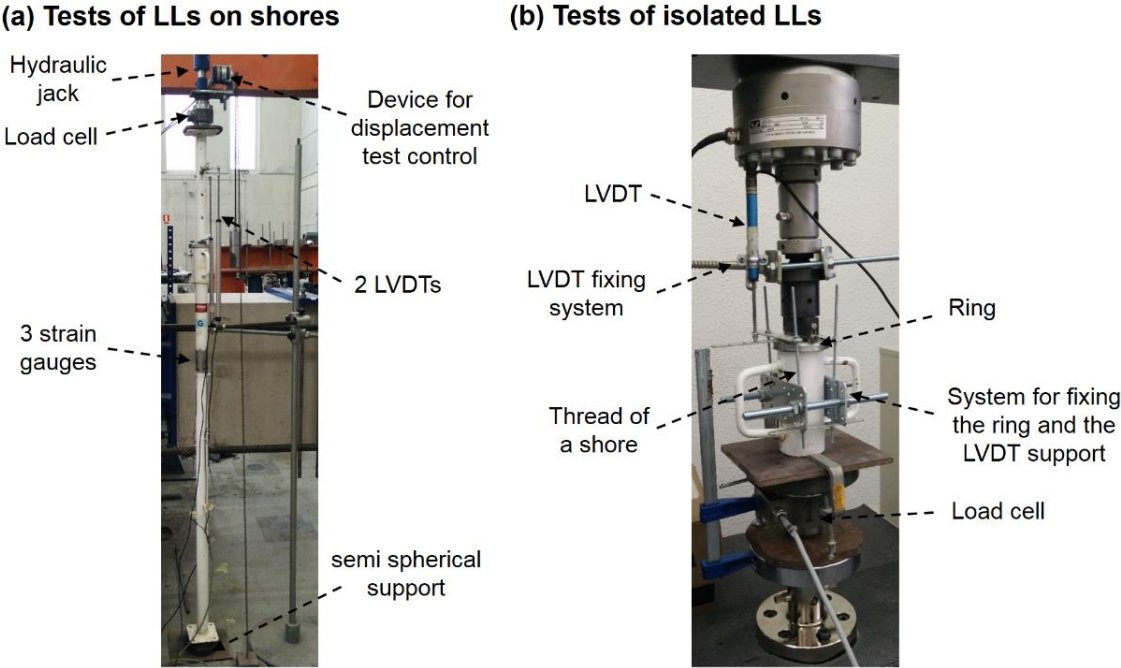 (a) Tests of LLs on shores
Hydraulic
jack
Load cell
Device for
displacement
test control
2 LVDTs
3 strain
gauges
semi spherical
support
G
(b) Tests of isolated LLs
LVDT
LVDT fixing
system
Ring
Thread of
a shore
System for fixing
the ring and the
LVDT support
Load cell